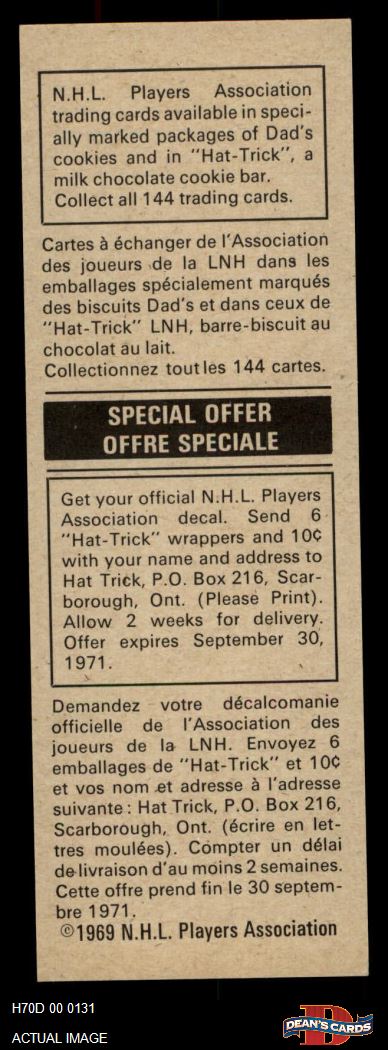 N.H.L. Players Association
trading cards available in speci-
ally marked packages of Dad's
cookies and in "Hat-Trick", a
milk chocolate cookie bar.
Collect all 144 trading cards.
Cartes à échanger de l'Association
des joueurs de la LNH dans les
emballages spécialement marqués
des biscuits Dad's et dans ceux de
"Hat-Trick" LNH, barre-biscuit au
chocolat au lait.
Collectionnez tout les 144 cartes.
SPECIAL OFFER
OFFRE SPECIALE
Get your official N.H.L. Players
Association decal. Send 6
"Hat-Trick" wrappers and 10¢
with your name and address to
Hat Trick, P.O. Box 216, Scar-
borough, Ont. (Please Print).
Allow 2 weeks for delivery.
Offer expires September 30,
1971.
Demandez votre décalcomanie
officielle de l'Association des
joueurs de la LNH. Envoyez 6
emballages de "Hat-Trick" et 10¢
et vos nom et adresse à l'adresse
suivante: Hat Trick, P.O. Box 216,
Scarborough, Ont. (écrire en let-
tres moulées). Compter un délai
de livraison d'au moins 2 semaines.
Cette offre prend fin le 30 septem-
bre 1971.
©1969 N.H.L. Players Association
H70D 00 0131
ACTUAL IMAGE
D
DEAN'S CARDS